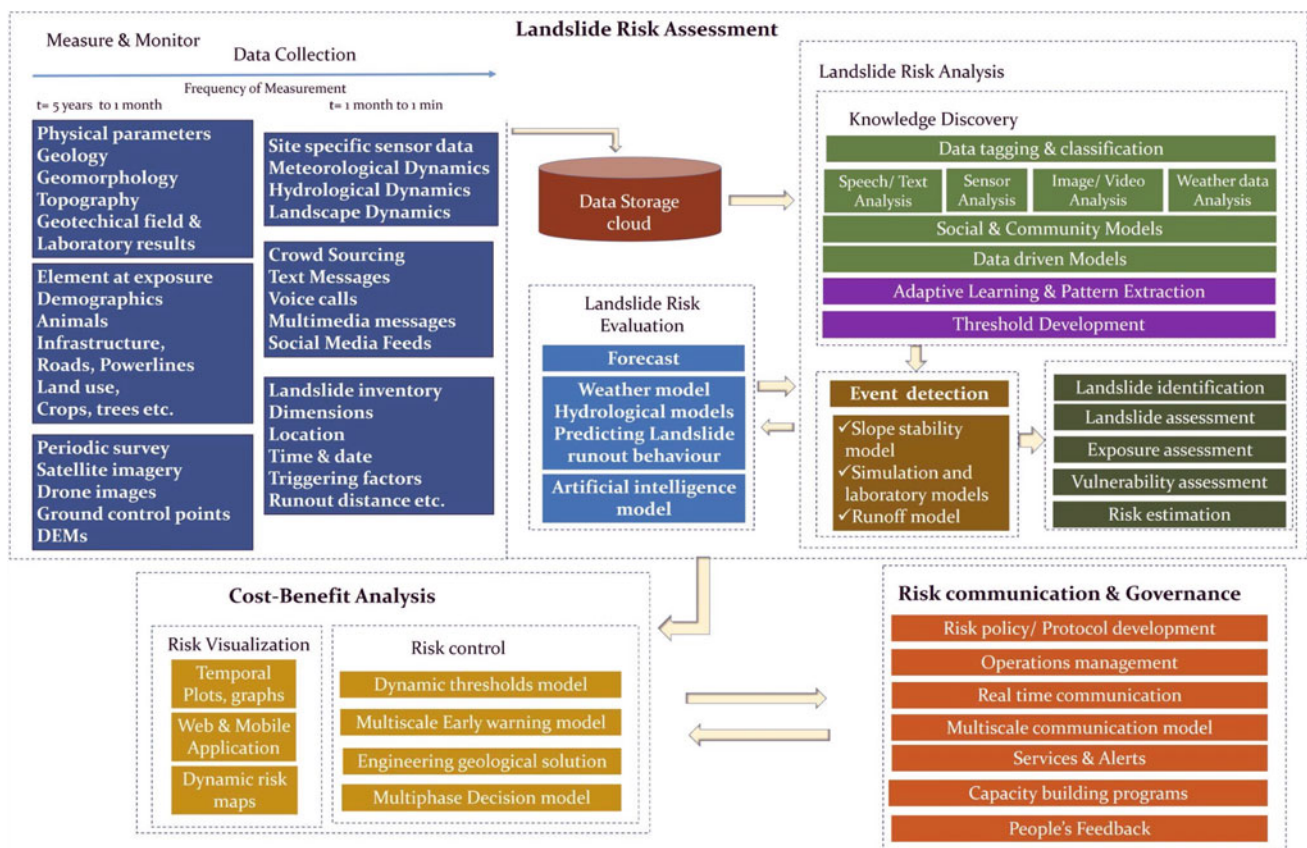 Landslide Risk Assessment
Measure & Monitor
Data Collection
Frequency of Measurement
t= 5 years to 1 month
t= 1 month to 1 min
Physical parameters
Geology
Geomorphology
Topography
Geotechical field &
Laboratory results
Element at exposure
Demographics
Animals
Infrastructure,
Roads, Powerlines
Land use,
Crops, trees etc.
Periodic survey
Satellite imagery
Drone images
Ground control points
DEMs
Site specific sensor data
Meteorological Dynamics
Hydrological Dynamics
Landscape Dynamics
Crowd Sourcing
Text Messages
Voice calls
Multimedia messages
Social Media Feeds
Landslide inventory
Dimensions
Location
Time & date
Triggering factors
Runout distance etc.
Data Storage
cloud
Landslide Risk
Evaluation
Forecast
Weather model
Hydrological models
Predicting Landslide
runout behaviour
Artificial intelligence
model
Landslide Risk Analysis
Knowledge Discovery
Data tagging & classification
Speech/ Text
Analysis
Sensor
Analysis
Image/ Video
Analysis
Weather data
Analysis
Social & Community Models
Data driven Models
Adaptive Learning & Pattern Extraction
Threshold Development
Event detection
✓Slope stability
model
✓Simulation and
laboratory models
✓Runoff model
Landslide identification
Landslide assessment
Exposure assessment
Vulnerability assessment
Risk estimation
Cost-Benefit Analysis
Risk Visualization
Temporal
Plots, graphs
Web & Mobile
Application
Dynamic risk
maps
Risk control
Dynamic thresholds model
Multiscale Early warning model
Engineering geological solution
Multiphase Decision model
Risk communication & Governance
Risk policy/ Protocol development
Operations management
Real time communication
Multiscale communication model
Services & Alerts
Capacity building programs
People's Feedback